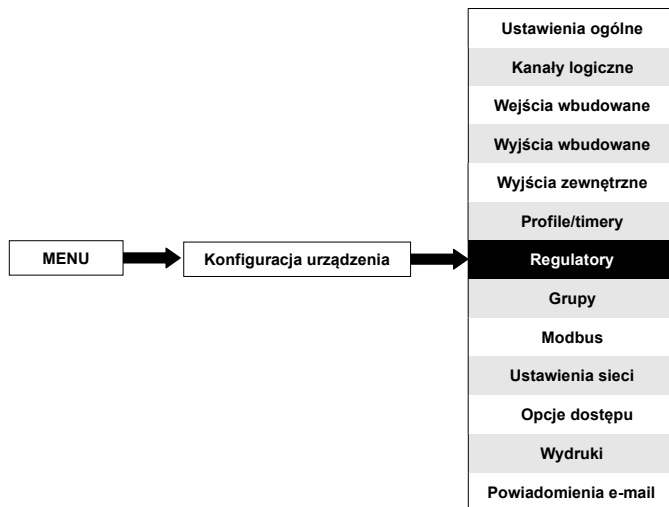 Ustawienia ogólne
Kanały logiczne
Wejścia wbudowane
Wyjścia wbudowane
Wyjścia zewnętrzne
Profile/timery
MENU
Konfiguracja urządzenia
Regulatory
Grupy
Modbus
Ustawienia sieci
Opcje dostępu
Wydruki
Powiadomienia e-mail